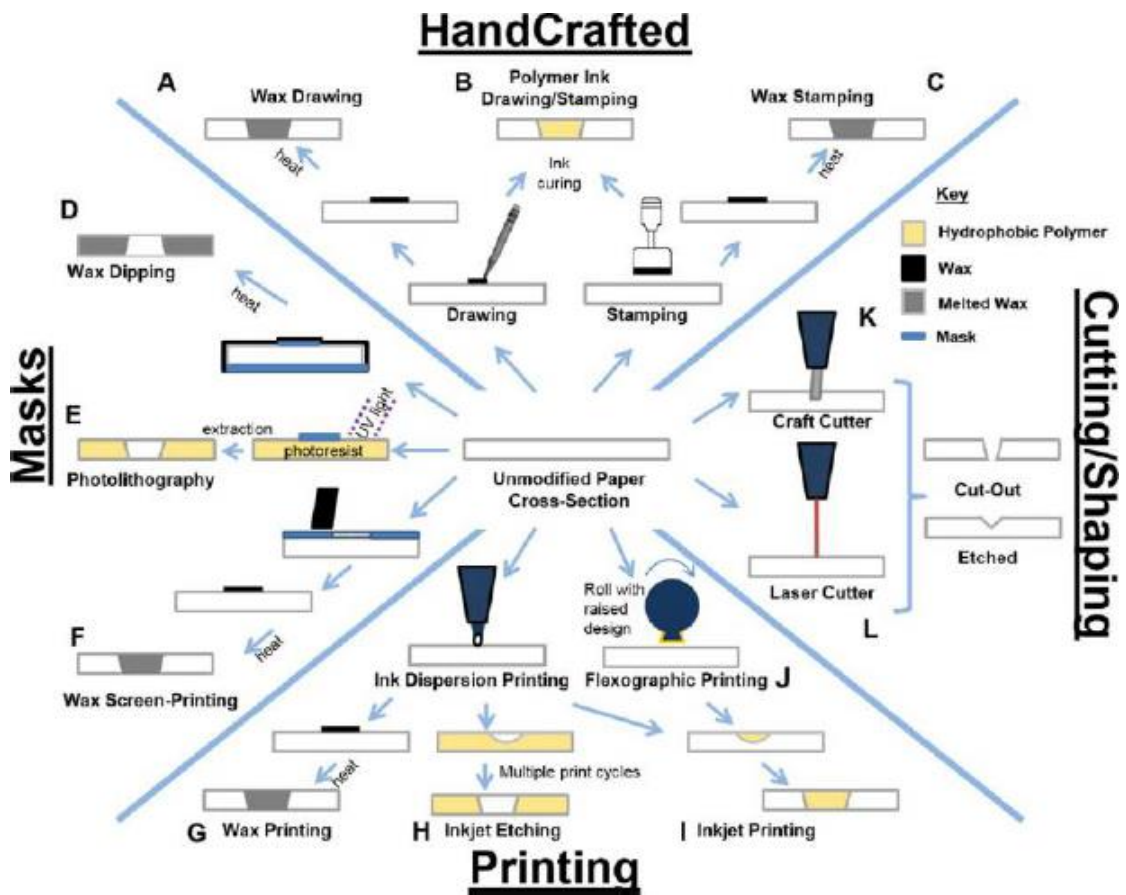 HandCrafted
A
Wax Drawing
heat
B
Polymer Ink
Drawing/Stamping
Ink
curing
C
Wax Stamping
heat
Drawing
Stamping
Key
Hydrophobic Polymer
Wax
Melted Wax
Mask
Masks
D
Wax Dipping
heat
E
extraction
UV light
photoresist
Photolithography
F
heat
Wax Screen-Printing
Unmodified Paper
Cross-Section
Cutting/Shaping
K
Craft Cutter
Laser Cutter
L
Cut-Out
Etched
Ink Dispersion Printing
Roll with
raised
design
Flexographic Printing
J
heat
G
Wax Printing
Multiple print cycles
H
Inkjet Etching
I
Inkjet Printing
Printing